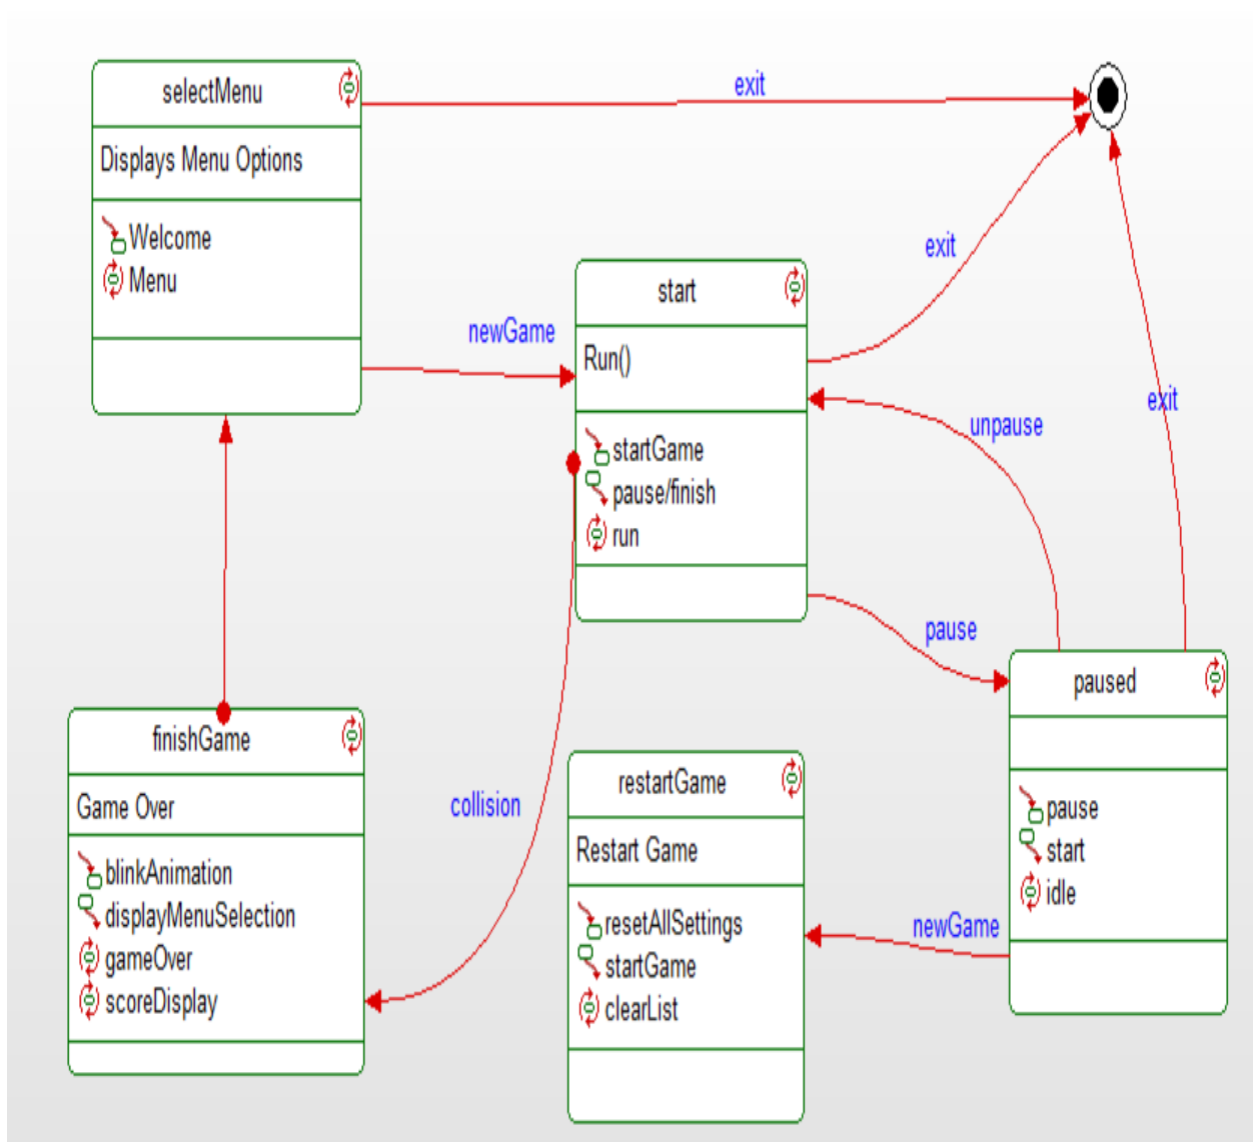 selectMenu
Displays Menu Options
Welcome
Menu
exit
newGame
start
Run()
startGame
pause/finish
run
exit
unpause
exit
pause
paused
pause
start
idle
finishGame
Game Over
blinkAnimation
displayMenuSelection
gameOver
scoreDisplay
collision
restartGame
Restart Game
resetAllSettings
startGame
clearList
newGame